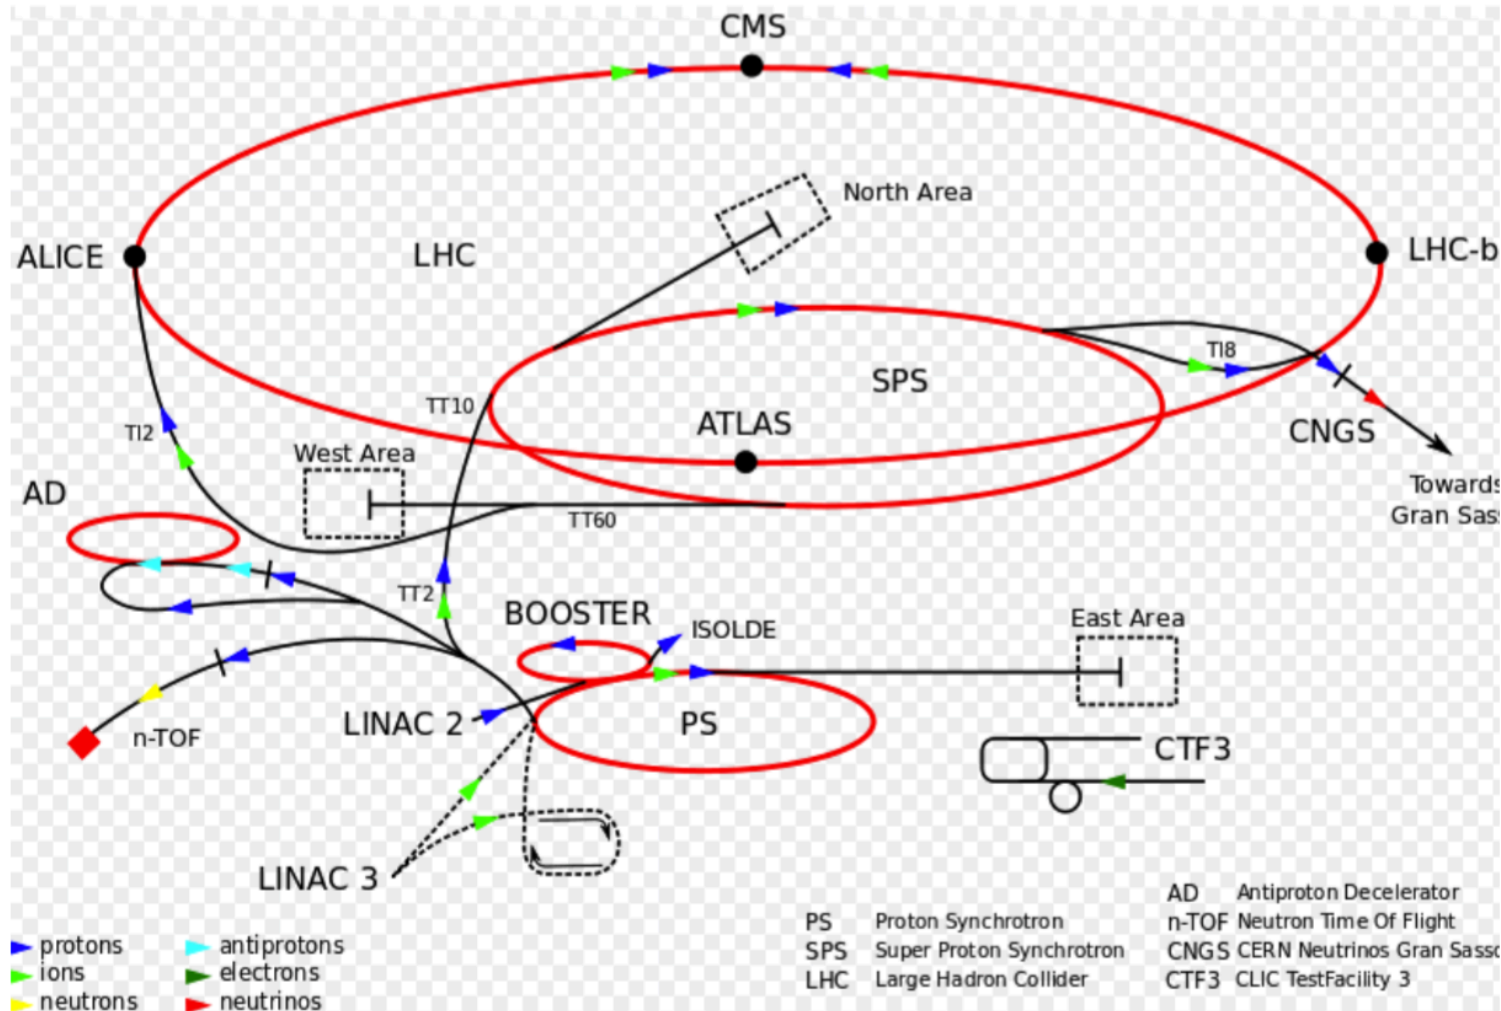 CMS
North Area
ALICE
LHC
LHC-b
TI8
SPS
TT10
ATLAS
TI2
CNGS
West Area
AD
Towards
Gran Sass
TT60
TT2
BOOSTER
ISOLDE
East Area
LINAC 2
PS
n-TOF
CTF3
LINAC 3
protons
ions
neutrons
antiprotons
electrons
neutrinos
PS Proton Synchrotron
SPS Super Proton Synchrotron
LHC Large Hadron Collider
AD Antiproton Decelerator
n-TOF Neutron Time Of Flight
CNGS CERN Neutrinos Gran Sasso
CTF3 CLIC TestFacility 3